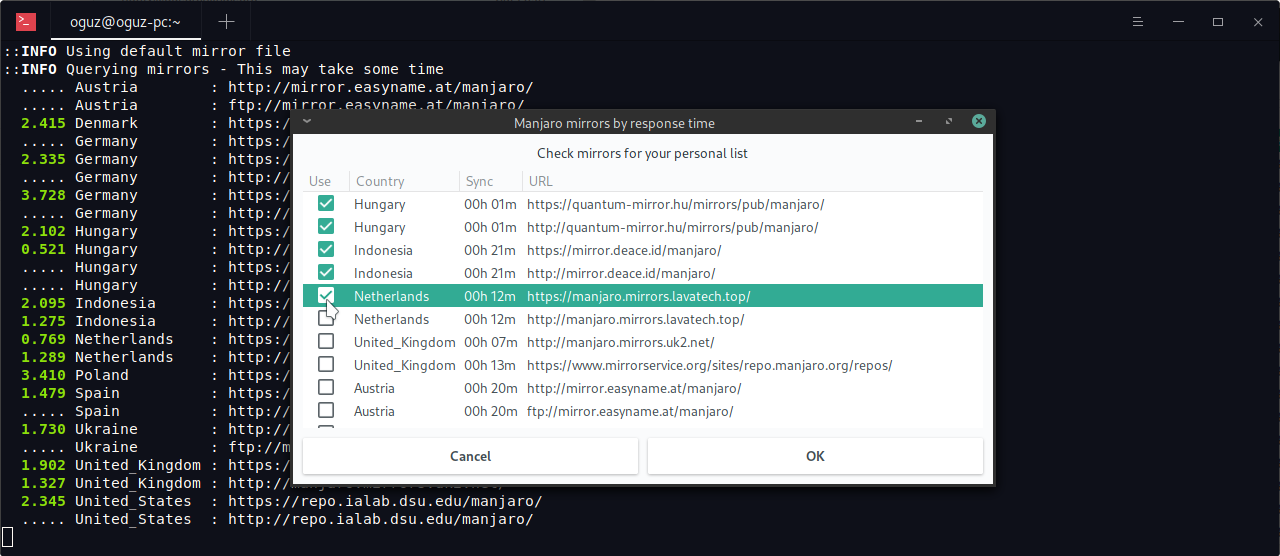 oguz@oguz-pc:~
::INFO Using default mirror file
::INFO Querying mirrors - This may take some time
..... Austria : http://mirror.easyname.at/manjaro/
..... Austria : ftp://mirror.easyname.at/manjaro/
2.415 Denmark : https:/
..... Germany : http://
2.335 Germany : https:/
..... Germany : http://
3.728 Germany : https:/
..... Germany : http://
2.102 Hungary : https:/
0.521 Hungary : http://
..... Hungary : https:/
..... Hungary : http://
2.095 Indonesia : https:/
1.275 Indonesia : http://
0.769 Netherlands : https:/
1.289 Netherlands : http://
3.410 Poland : https:/
1.479 Spain : https:/
..... Spain : http://
1.730 Ukraine : http://
..... Ukraine : ftp://m
1.902 United_Kingdom : https:/
1.327 United_Kingdom : http://
2.345 United_States : https://repo.ialab.dsu.edu/manjaro/
..... United_States : http://repo.ialab.dsu.edu/manjaro/
Manjaro mirrors by response time
Check mirrors for your personal list
Use Country Sync URL
Hungary 00h 01m https://quantum-mirror.hu/mirrors/pub/manjaro/
Hungary 00h 01m http://quantum-mirror.hu/mirrors/pub/manjaro/
Indonesia 00h 21m https://mirror.deace.id/manjaro/
Indonesia 00h 21m http://mirror.deace.id/manjaro/
Netherlands 00h 12m https://manjaro.mirrors.lavatech.top/
Netherlands 00h 12m http://manjaro.mirrors.lavatech.top/
United_Kingdom 00h 07m http://manjaro.mirrors.uk2.net/
United_Kingdom 00h 13m https://www.mirrorservice.org/sites/repo.manjaro.org/repos/
Austria 00h 20m http://mirror.easyname.at/manjaro/
Austria 00h 20m ftp://mirror.easyname.at/manjaro/
Cancel OK